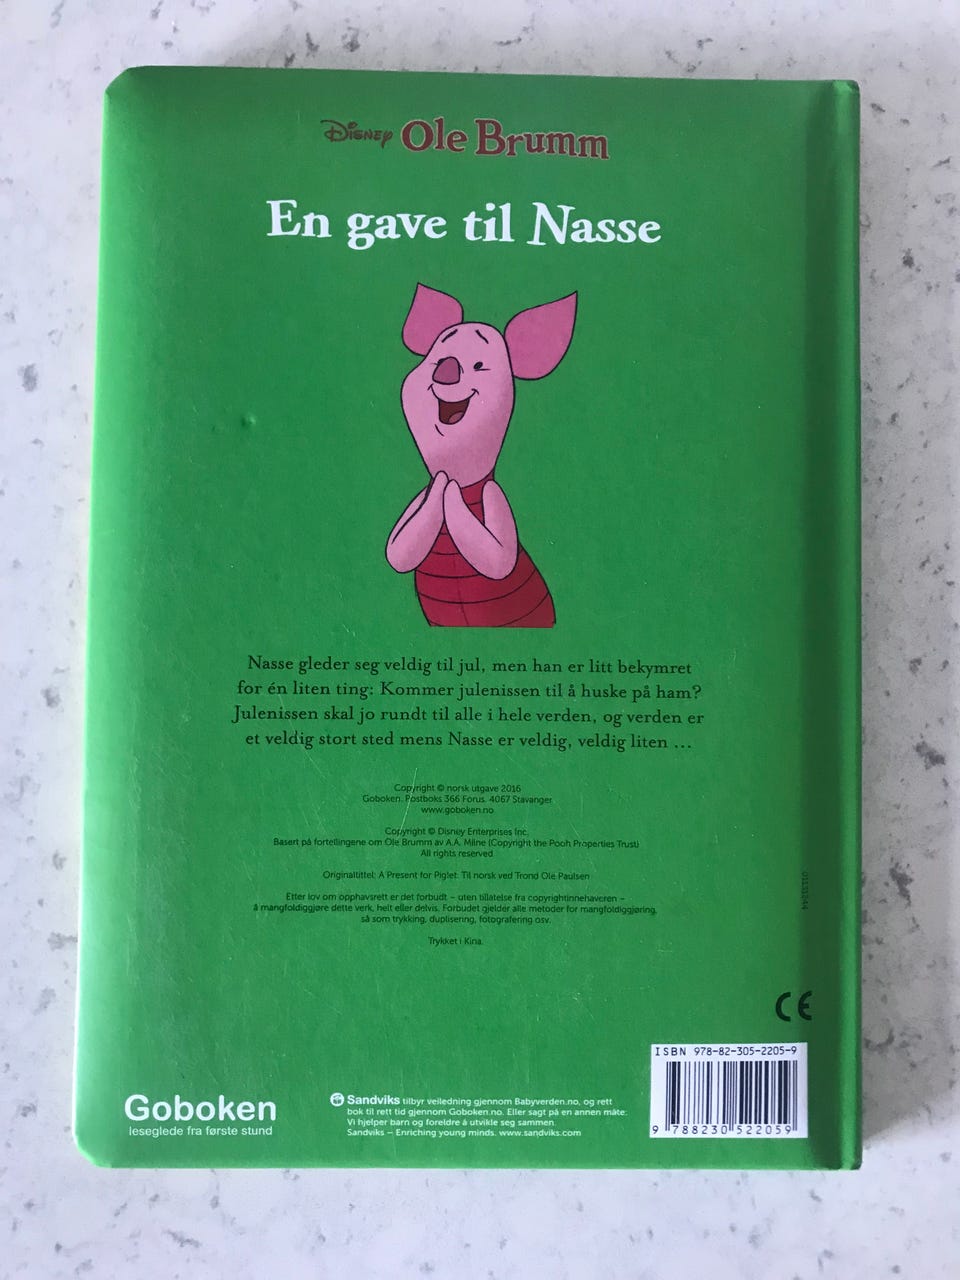 Disney Ole Brumm
En gave til Nasse
Nasse gleder seg veldig til jul, men han er litt bekymret
for én liten ting: Kommer julenissen til å huske på ham?
Julenissen skal jo rundt til alle i hele verden, og verden er
et veldig stort sted mens Nasse er veldig, veldig liten …
Copyright © norsk utgave 2016
Goboken. Postboks 366 Forus. 4067 Stavanger
www.goboken.no
Copyright © Disney Enterprises Inc.
Basert på fortellingene om Ole Brumm av A.A. Milne (Copyright the Pooh Properties Trust)
All rights reserved
Originaltittel: A Present for Piglet. Til norsk ved Trond Ole Paulsen
Etter lov om opphavsrett er det forbudt – uten tillatelse fra copyrightinnehaveren –
å mangfoldiggjøre dette verk, helt eller delvis. Forbudet gjelder alle metoder for mangfoldiggjøring,
så som trykking, duplisering, fotografering osv.
Trykket i Kina.
CE
ISBN 978-82-305-2205-9
9 788230 522059
Goboken
leseglede fra første stund
Sandviks tilbyr veiledning gjennom Babyverden.no, og rett
bok til rett tid gjennom Goboken.no. Eller sagt på en annen måte:
Vi hjelper barn og foreldre å utvikle seg sammen.
Sandviks – Enriching young minds. www.sandviks.com